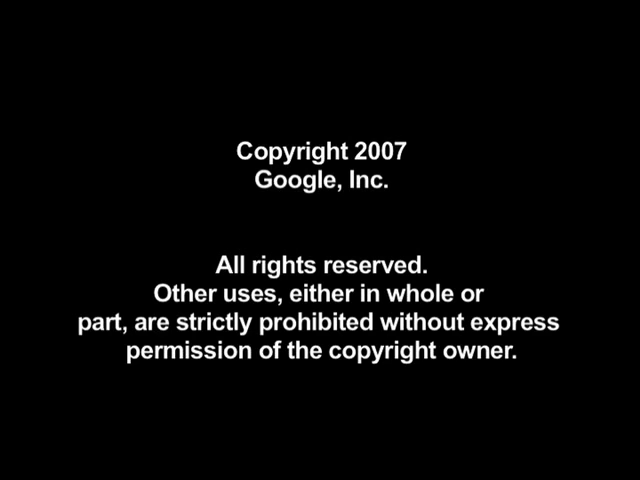 Copyright 2007
Google, Inc.
All rights reserved.
Other uses, either in whole or
part, are strictly prohibited without express
permission of the copyright owner.